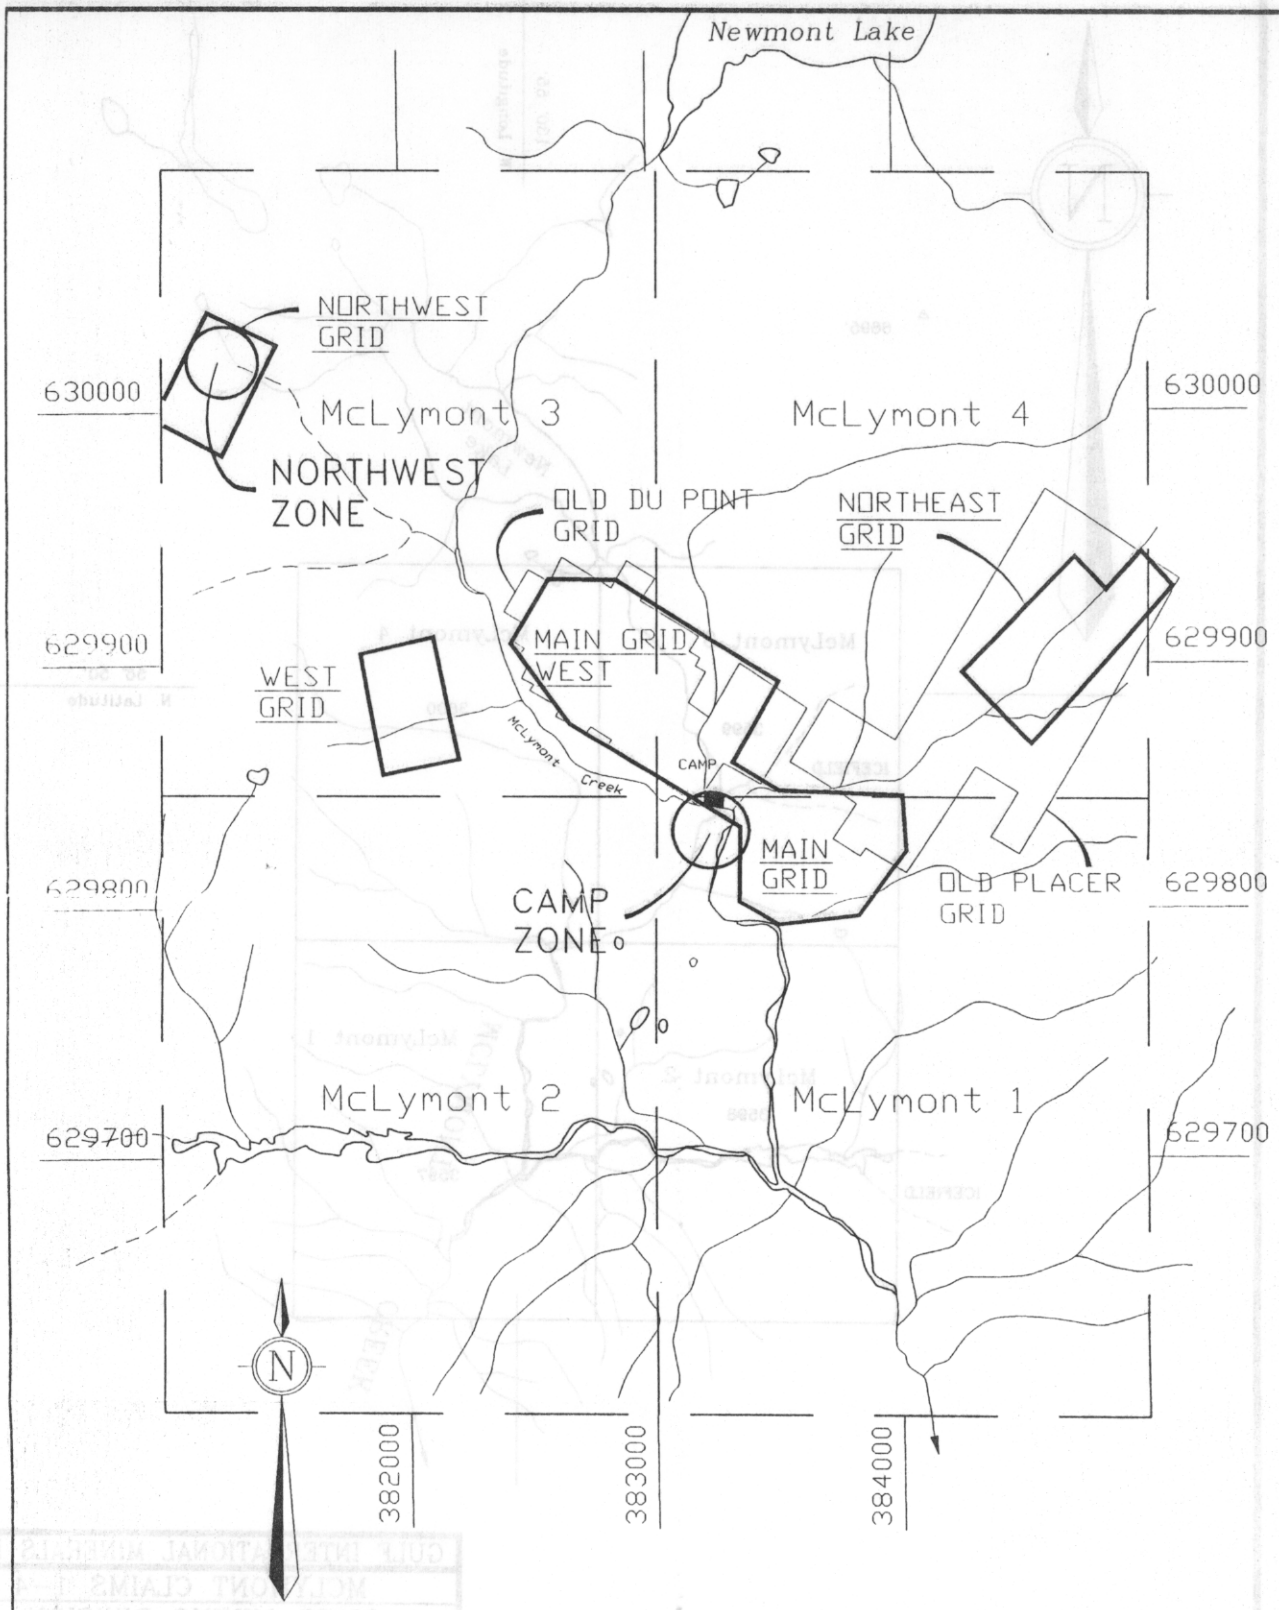 Newmont Lake
NORTHWEST
GRID
630000
630000
McLymont 3
McLymont 4
NORTHWEST
ZONE
OLD DU PONT
GRID
NORTHEAST
GRID
629900
629900
MAIN GRID
WEST
WEST
GRID
McLymont Creek
CAMP
MAIN
GRID
629800
629800
OLD PLACER
GRID
CAMP
ZONE
McLymont 2
McLymont 1
629700
629700
N
382000
383000
384000